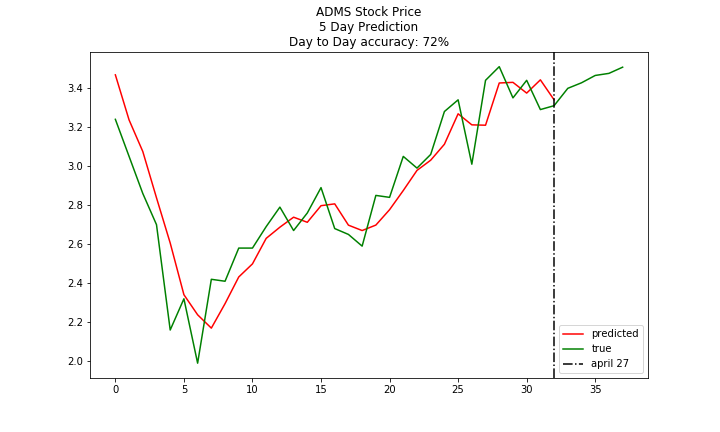 ADMS Stock Price
5 Day Prediction
Day to Day accuracy: 72%
3.4
3.2
3.0
2.8
2.6
2.4
2.2
2.0
predicted
true
april 27
0 5 10 15 20 25 30 35